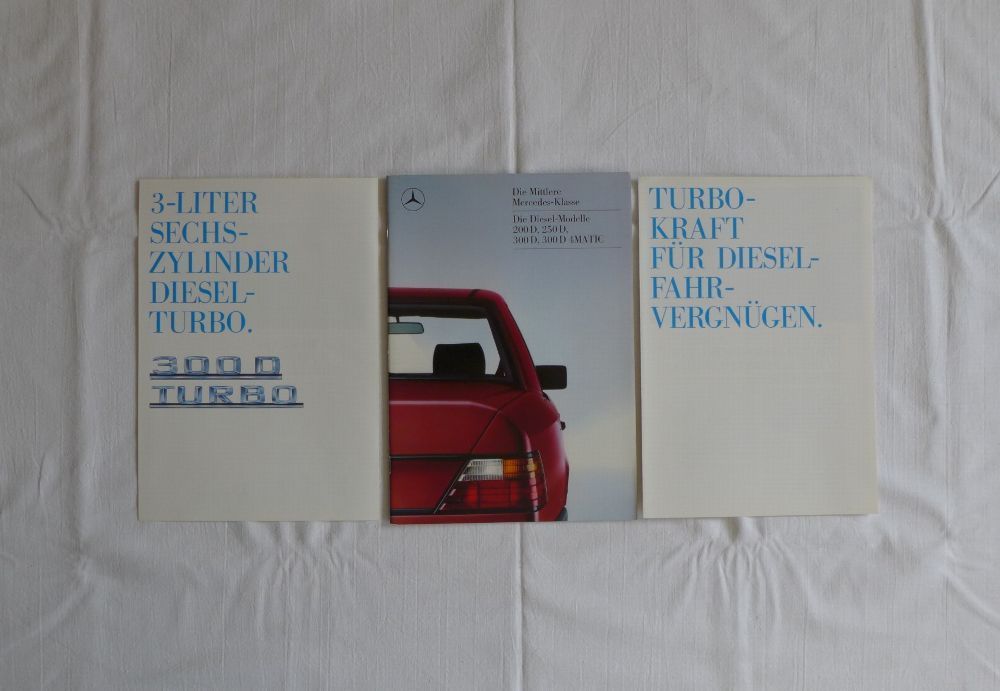 3-LITER
SECHS-
ZYLINDER
DIESEL-
TURBO.
300 D
TURBO
Die Mittlere
Mercedes-Klasse
Die Diesel-Modelle
200 D, 250 D,
300 D, 300 D 4MATIC
TURBO-
KRAFT
FÜR DIESEL-
FAHR-
VERGNÜGEN.